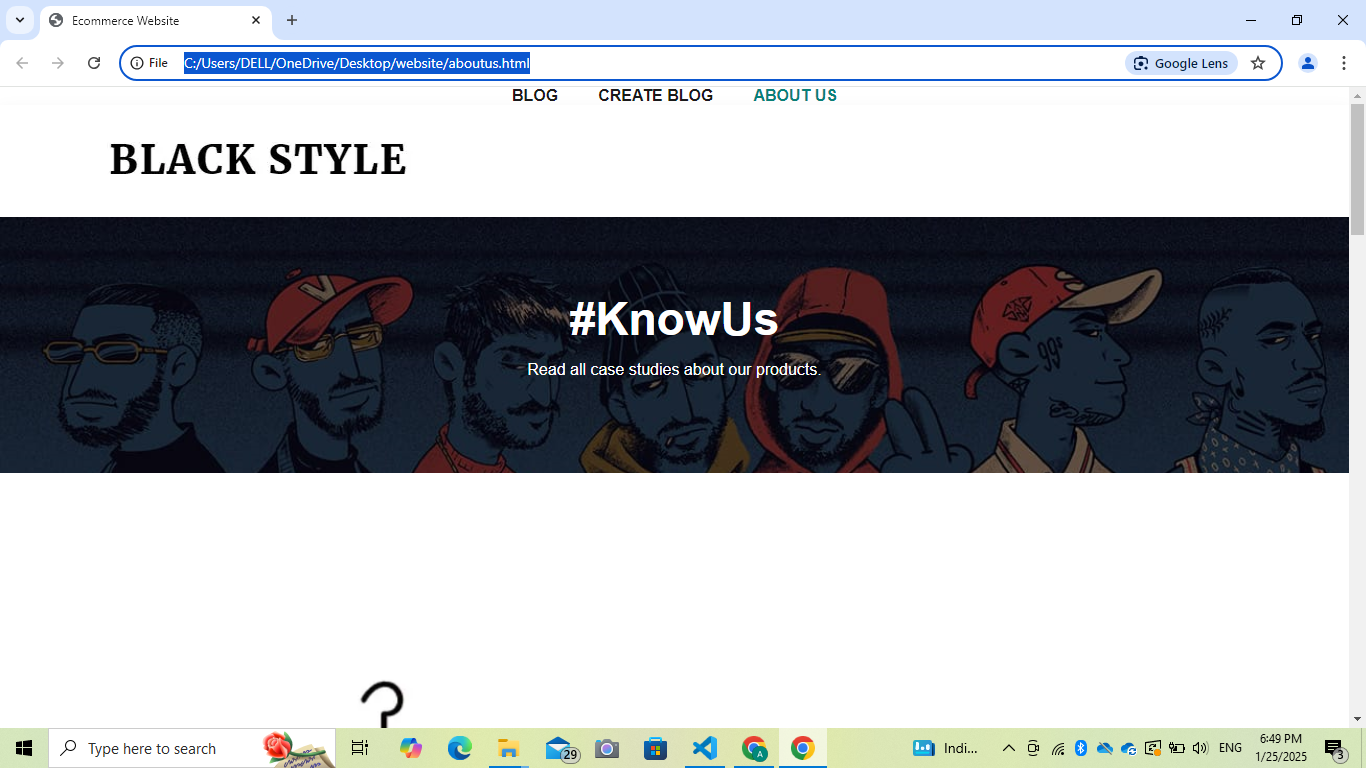 Ecommerce Website
File C:/Users/DELL/OneDrive/Desktop/website/aboutus.html Google Lens
BLOG CREATE BLOG ABOUT US
BLACK STYLE
V
99s
#KnowUs
Read all case studies about our products.
?
Type here to search
29
A
Indi...
ENG
6:49 PM
1/25/2025
3